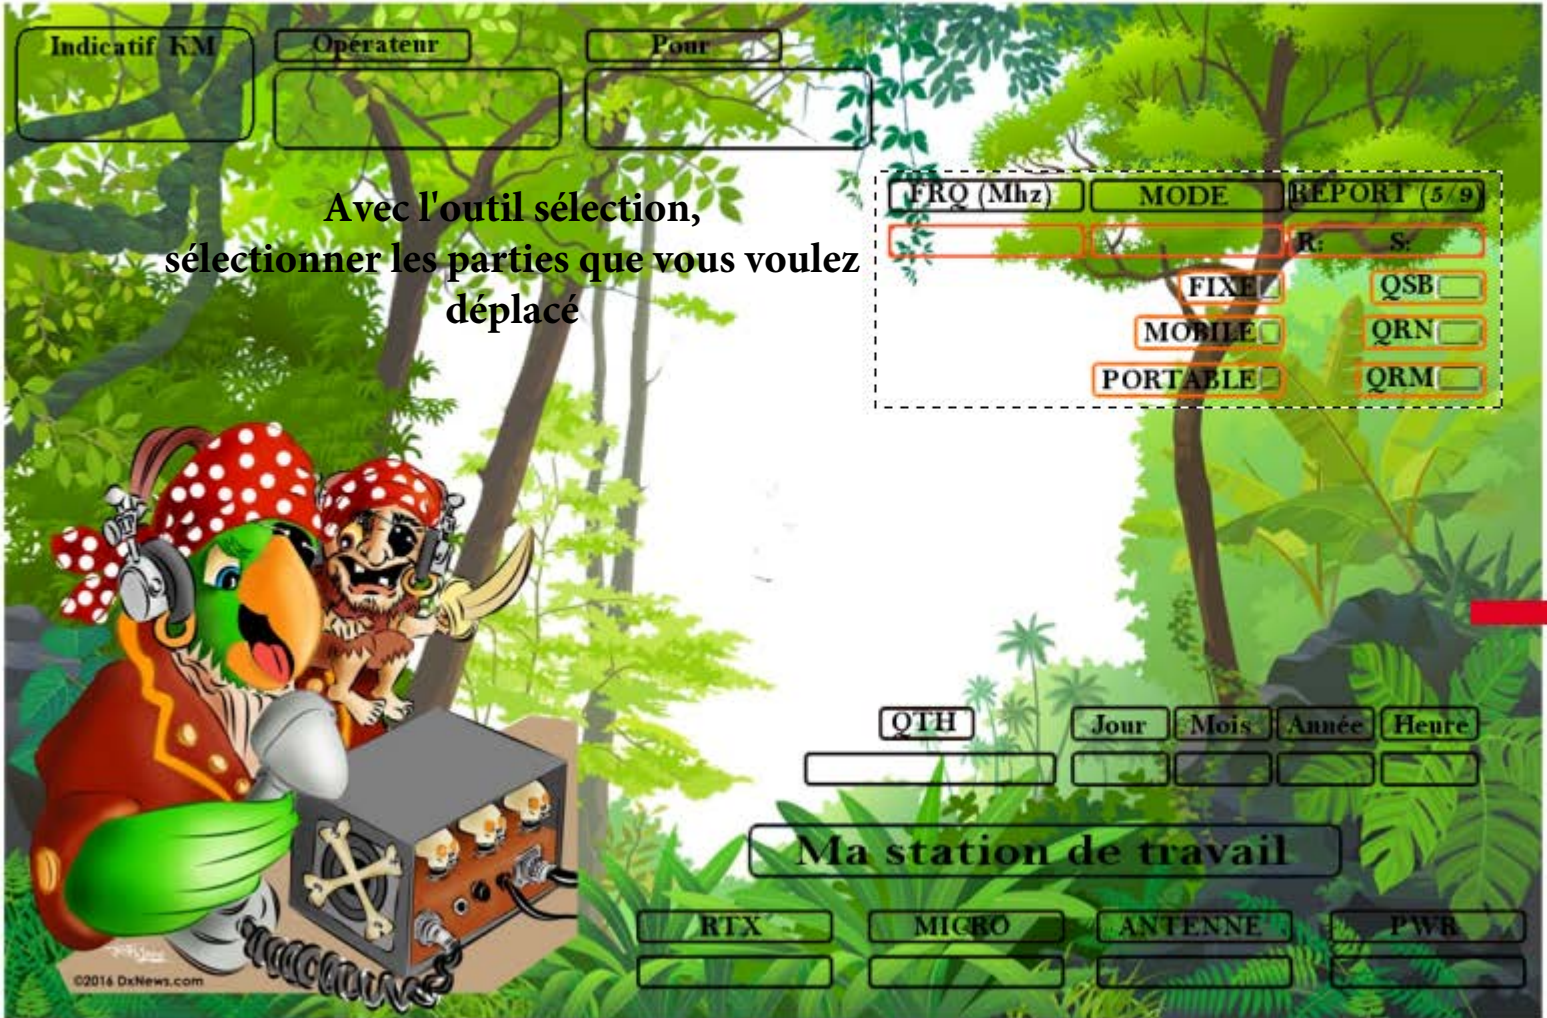 Indicatif KM
Opérateur
Pour
Avec l'outil sélection,
sélectionner les parties que vous voulez
déplacé
FRQ (Mhz)
MODE
REPORT (5/9)
R: S:
FIXE
QSB
MOBILE
QRN
PORTABLE
QRM
QTH
Jour
Mois
Année
Heure
Ma station de travail
RTX
MICRO
ANTENNE
PWR
©2016 DxNews.com